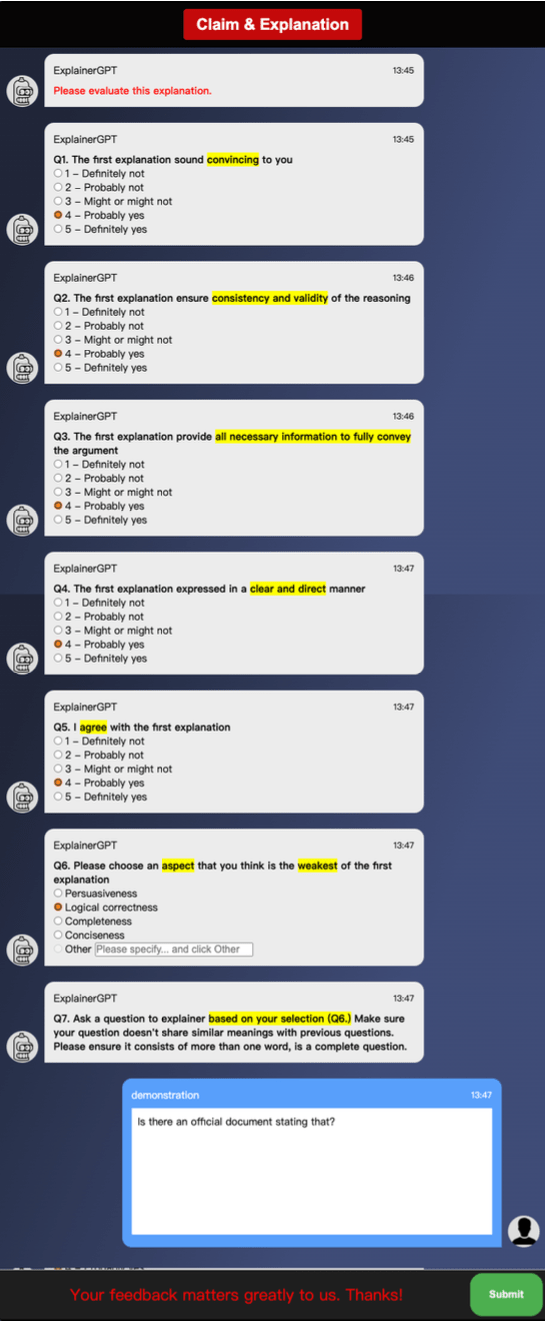 Claim & Explanation
ExplainerGPT 13:45
Please evaluate this explanation.
ExplainerGPT 13:45
Q1. The first explanation sound convincing to you
1 – Definitely not
2 – Probably not
3 – Might or might not
4 – Probably yes
5 – Definitely yes
ExplainerGPT 13:46
Q2. The first explanation ensure consistency and validity of the reasoning
1 – Definitely not
2 – Probably not
3 – Might or might not
4 – Probably yes
5 – Definitely yes
ExplainerGPT 13:46
Q3. The first explanation provide all necessary information to fully convey
the argument
1 – Definitely not
2 – Probably not
3 – Might or might not
4 – Probably yes
5 – Definitely yes
ExplainerGPT 13:47
Q4. The first explanation expressed in a clear and direct manner
1 – Definitely not
2 – Probably not
3 – Might or might not
4 – Probably yes
5 – Definitely yes
ExplainerGPT 13:47
Q5. I agree with the first explanation
1 – Definitely not
2 – Probably not
3 – Might or might not
4 – Probably yes
5 – Definitely yes
ExplainerGPT 13:47
Q6. Please choose an aspect that you think is the weakest of the first
explanation
Persuasiveness
Logical correctness
Completeness
Conciseness
Other Please specify... and click Other
ExplainerGPT 13:47
Q7. Ask a question to explainer based on your selection (Q6.) Make sure
your question doesn't share similar meanings with previous questions.
Please ensure it consists of more than one word, is a complete question.
demonstration 13:47
Is there an official document stating that?
Your feedback matters greatly to us. Thanks!
Submit